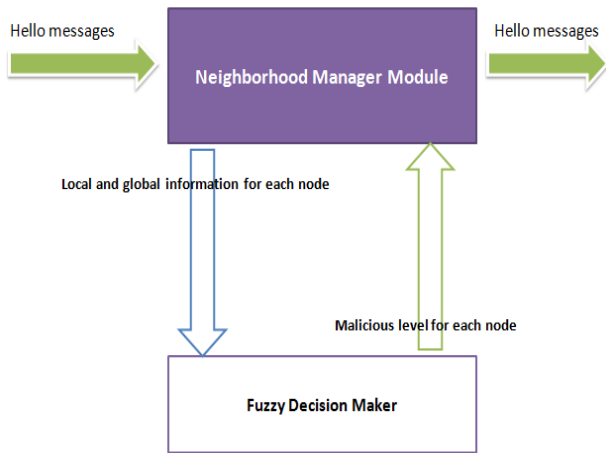 Hello messages
Hello messages
Neighborhood Manager Module
Local and global information for each node
Malicious level for each node
Fuzzy Decision Maker